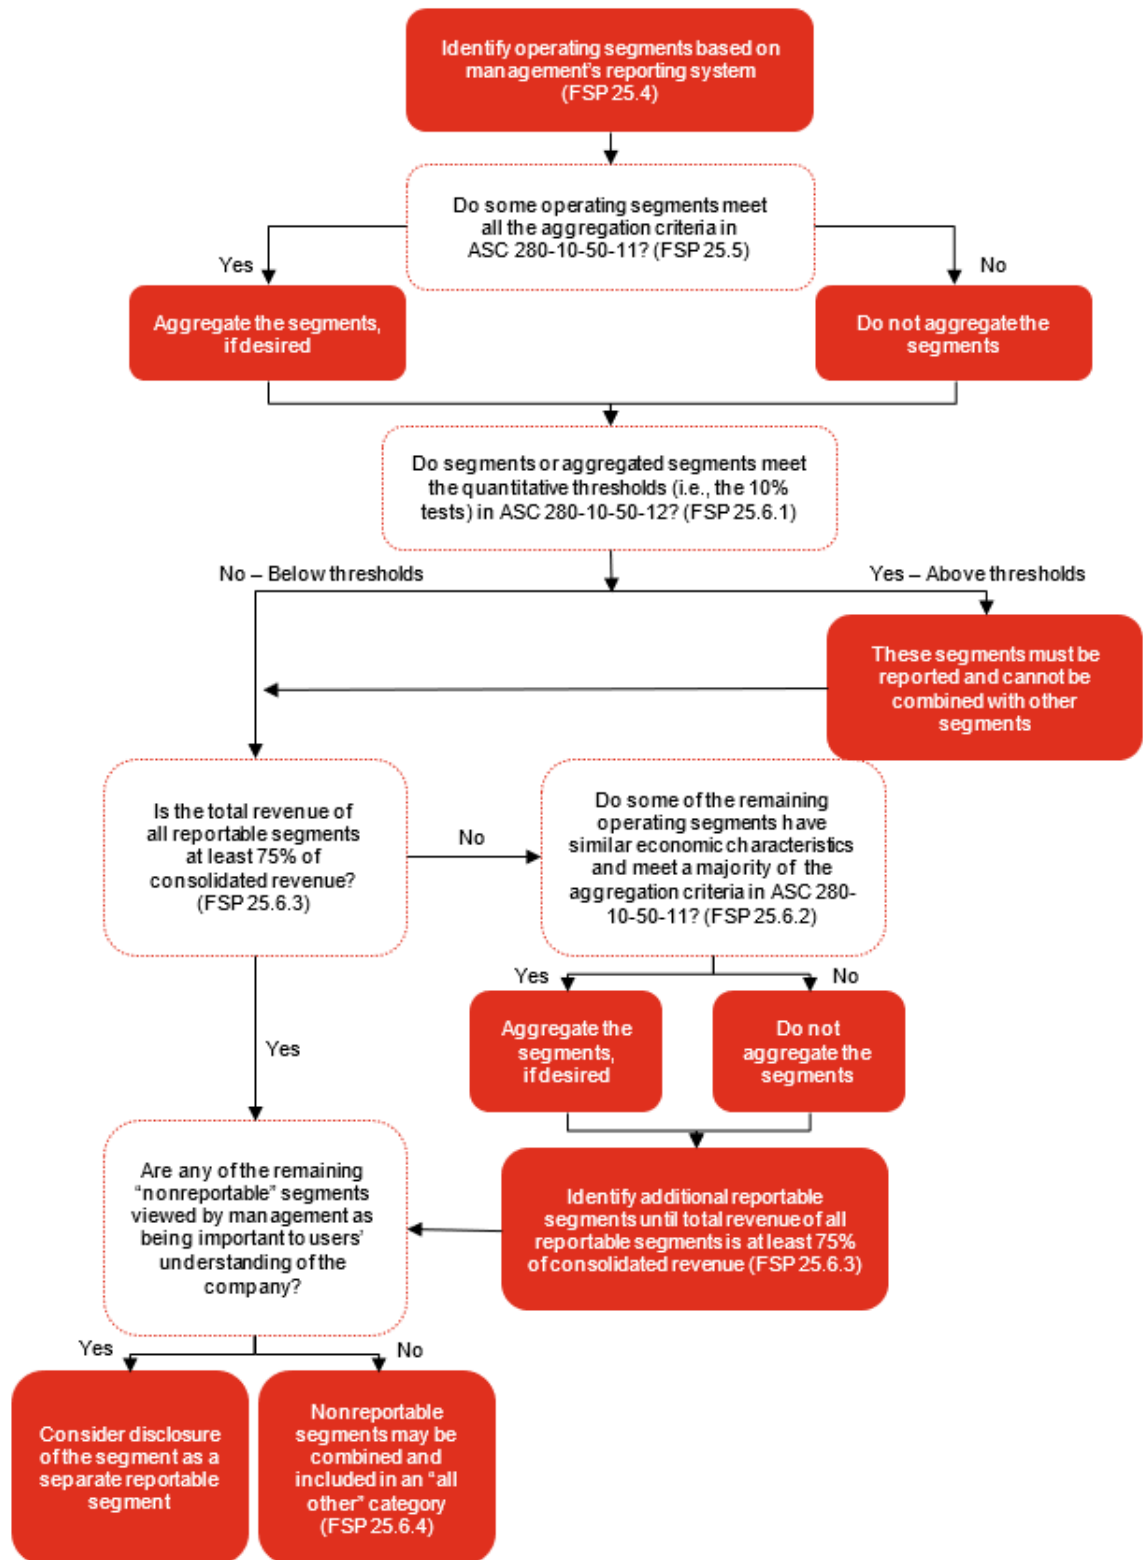 Identify operating segments based on
management's reporting system
(FSP 25.4)
Do some operating segments meet
all the aggregation criteria in
ASC 280-10-50-11? (FSP 25.5)
Yes
No
Aggregate the segments,
if desired
Do not aggregate the
segments
Do segments or aggregated segments meet
the quantitative thresholds (i.e., the 10%
tests) in ASC 280-10-50-12? (FSP 25.6.1)
No – Below thresholds
Yes – Above thresholds
These segments must be
reported and cannot be
combined with other
segments
Is the total revenue of
all reportable segments
at least 75% of
consolidated revenue?
(FSP 25.6.3)
No
Do some of the remaining
operating segments have
similar economic characteristics
and meet a majority of the
aggregation criteria in ASC 280-
10-50-11? (FSP 25.6.2)
Yes
No
Aggregate the
segments,
if desired
Do not
aggregate the
segments
Yes
Are any of the remaining
“nonreportable” segments
viewed by management as
being important to users’
understanding of the
company?
Identify additional reportable
segments until total revenue of all
reportable segments is at least 75%
of consolidated revenue (FSP 25.6.3)
Yes
No
Consider disclosure
of the segment as a
separate reportable
segment
Nonreportable
segments may be
combined and
included in an “all
other” category
(FSP 25.6.4)